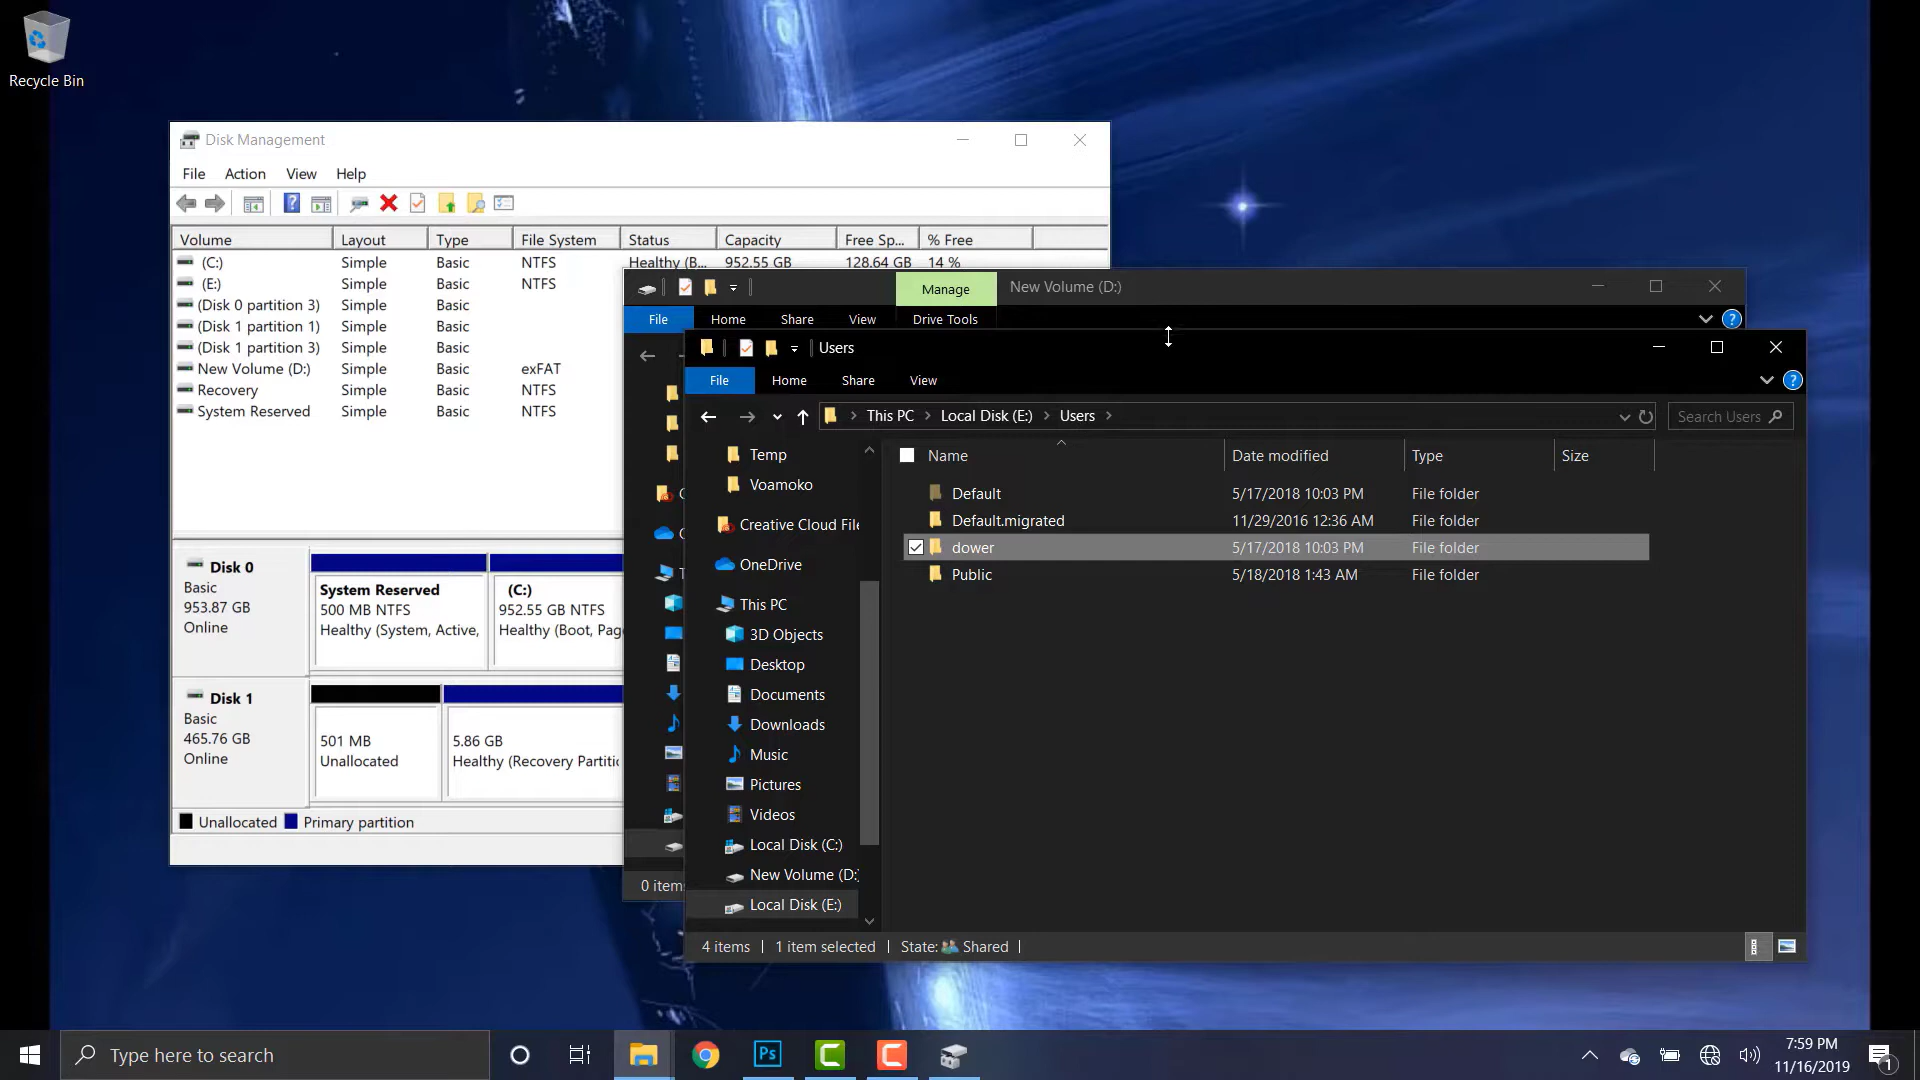 Recycle Bin
Disk Management
File Action View Help
Volume Layout Type File System Status Capacity Free Sp... % Free
(C:) Simple Basic NTFS Healthy (B... 952.55 GB 128.64 GB 14 %
(E:) Simple Basic NTFS
(Disk 0 partition 3) Simple Basic
(Disk 1 partition 1) Simple Basic
(Disk 1 partition 3) Simple Basic
New Volume (D:) Simple Basic exFAT
Recovery Simple Basic NTFS
System Reserved Simple Basic NTFS
Disk 0
Basic
953.87 GB
Online
System Reserved
500 MB NTFS
Healthy (System, Active,
(C:)
952.55 GB NTFS
Healthy (Boot, Pag
Disk 1
Basic
465.76 GB
Online
501 MB
Unallocated
5.86 GB
Healthy (Recovery Partitic
Unallocated Primary partition
Manage New Volume (D:)
File Home Share View Drive Tools
0 item
Users
File Home Share View
This PC Local Disk (E:) Users
Search Users
Temp
Voamoko
Creative Cloud File
OneDrive
This PC
3D Objects
Desktop
Documents
Downloads
Music
Pictures
Videos
Local Disk (C:)
New Volume (D:)
Local Disk (E:)
Name Date modified Type Size
Default 5/17/2018 10:03 PM File folder
Default.migrated 11/29/2016 12:36 AM File folder
dower 5/17/2018 10:03 PM File folder
Public 5/18/2018 1:43 AM File folder
4 items 1 item selected State: Shared
Type here to search
Ps
7:59 PM
11/16/2019
1